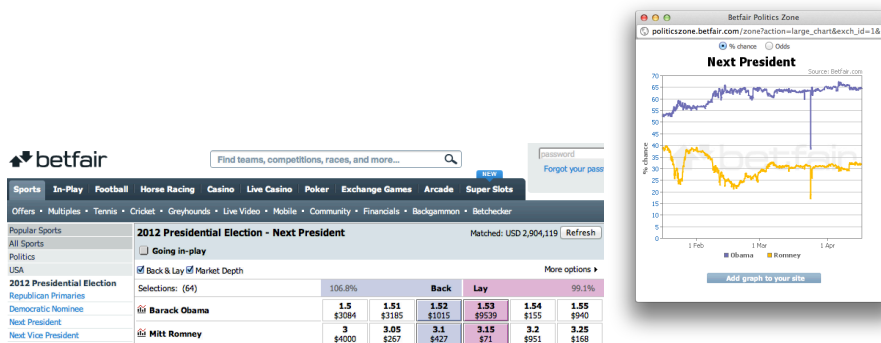 betfair
Find teams, competitions, races, and more...
password
Forgot your pass
NEW
Sports In-Play Football Horse Racing Casino Live Casino Poker Exchange Games Arcade Super Slots
Offers • Multiples • Tennis • Cricket • Greyhounds • Live Video • Mobile • Community • Financials • Backgammon • Betchecker
Popular Sports
All Sports
Politics
USA
2012 Presidential Election
Republican Primaries
Democratic Nominee
Next President
Next Vice President
2012 Presidential Election - Next President
Matched: USD 2,904,119 Refresh
Going in-play
Back & Lay Market Depth
More options
Selections: (64) 106.8% Back Lay 99.1%
Barack Obama 1.5 1.51 1.52 1.53 1.54 1.55
$3084 $3185 $1015 $9539 $155 $940
Mitt Romney 3 3.05 3.1 3.15 3.2 3.25
$4000 $267 $427 $71 $951 $168
Betfair Politics Zone
politicszone.betfair.com/zone?action=large_chart&exch_id=1&
% chance Odds
Next President
Source: Betfair.com
70
65
60
55
50
45
40
35
30
25
20
15
10
5
0
% chance
betfair
1 Feb 1 Mar 1 Apr
Obama Romney
Add graph to your site